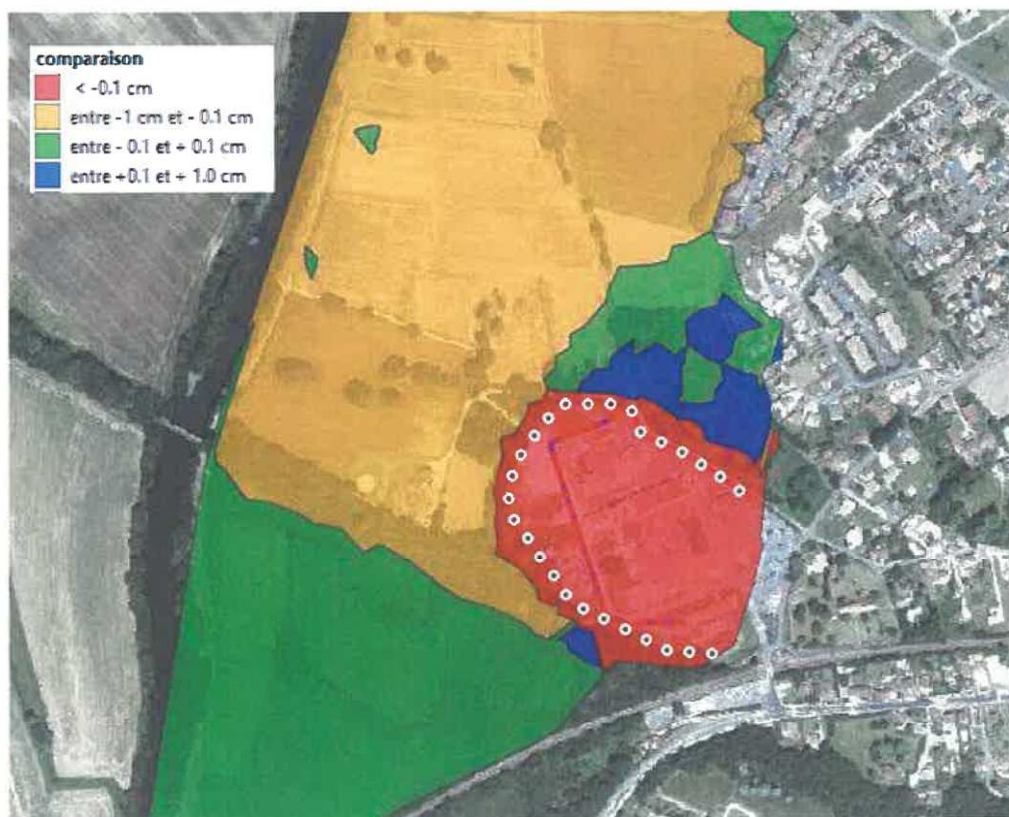 comparaison
< -0.1 cm
entre -1 cm et - 0.1 cm
entre - 0.1 et + 0.1 cm
entre +0.1 et + 1.0 cm